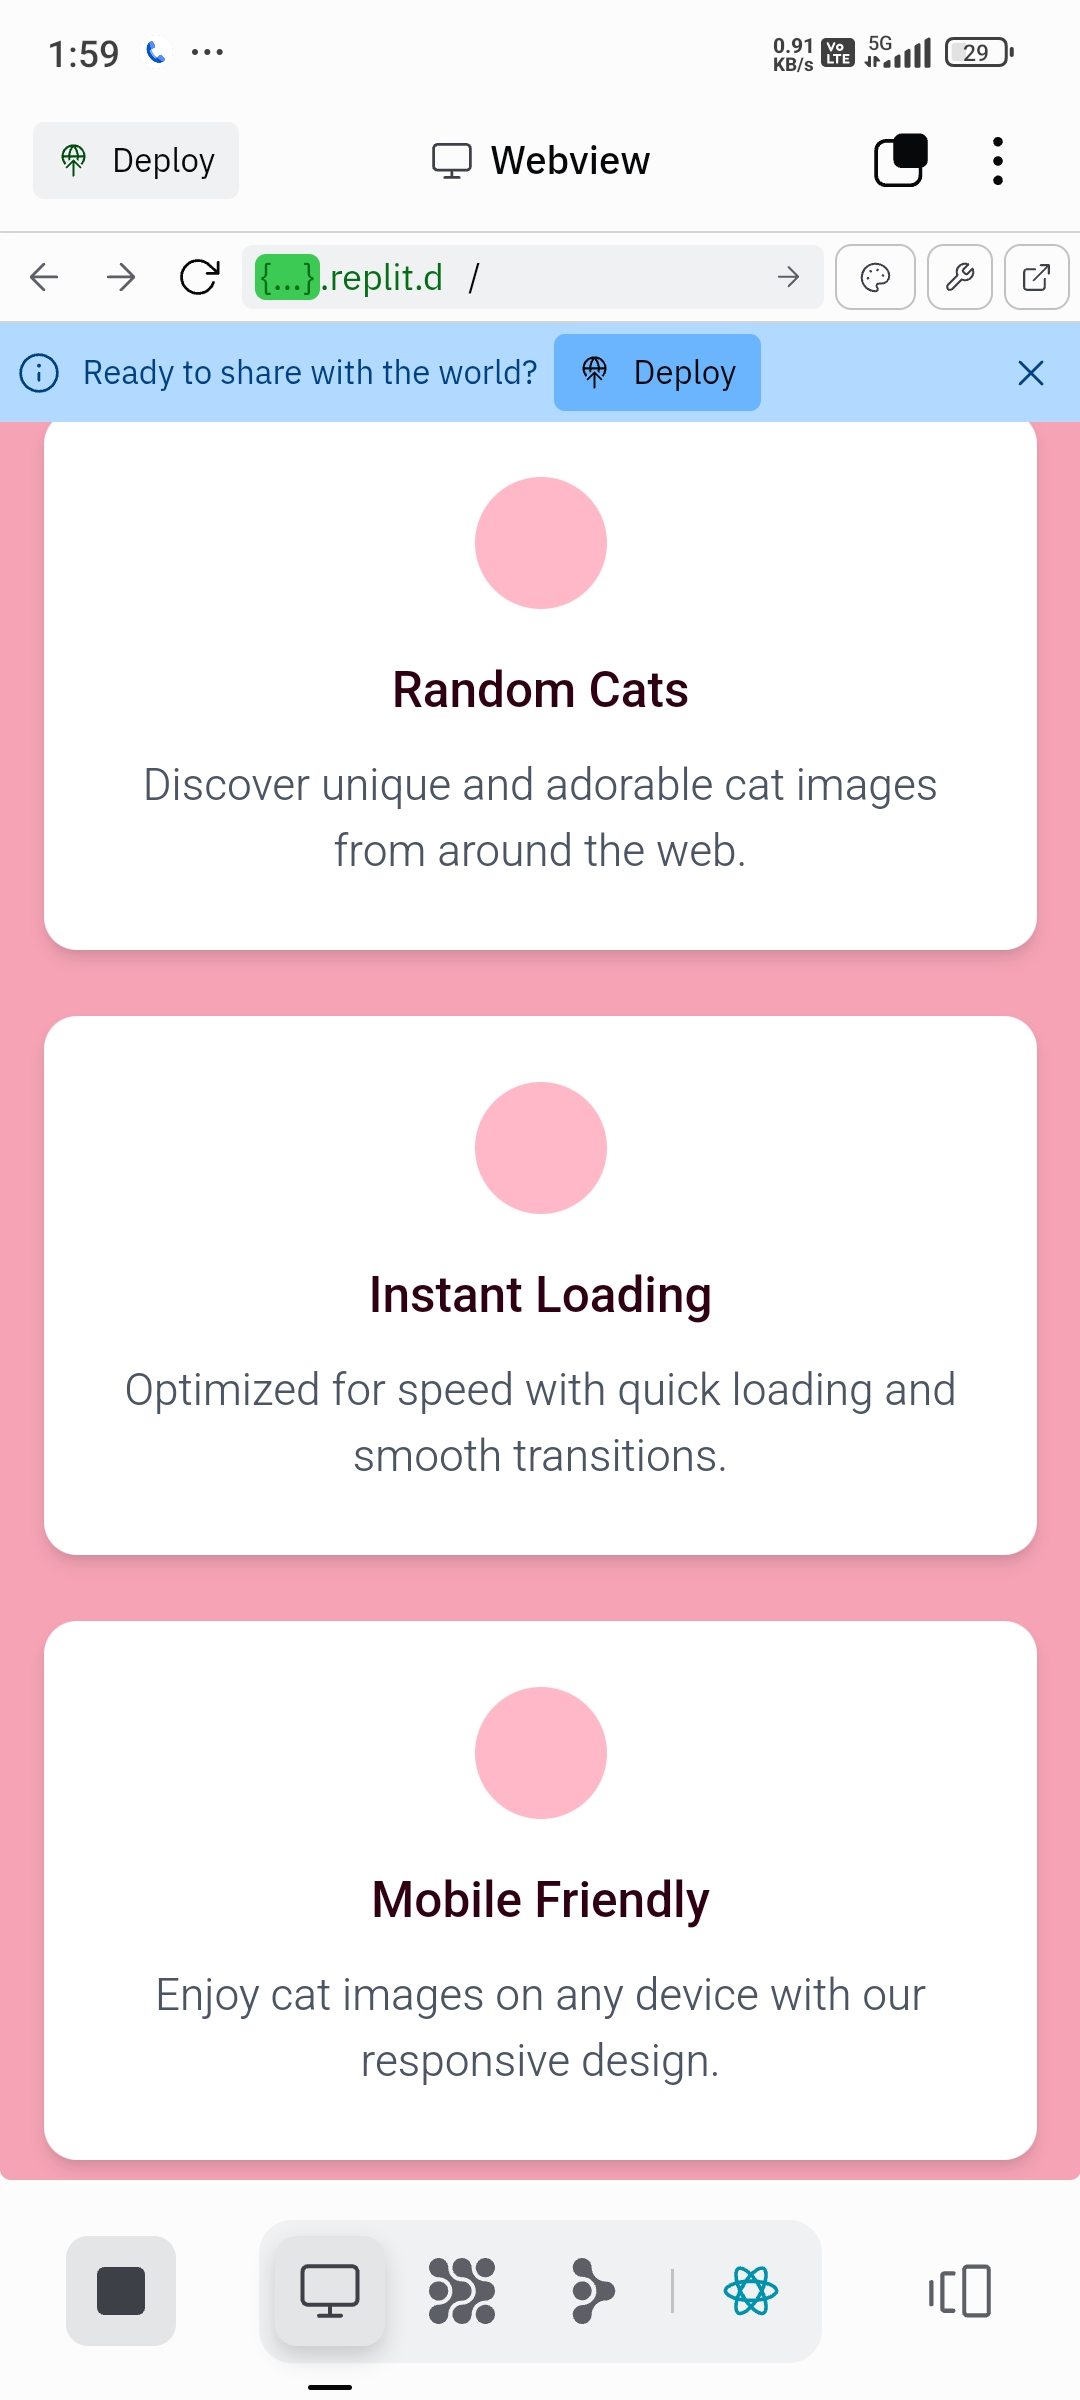 1:59
0.91
KB/s
Vo
LTE
5G
29
Deploy
Webview
{...}.replit.d /
Ready to share with the world?
Deploy
Random Cats
Discover unique and adorable cat images
from around the web.
Instant Loading
Optimized for speed with quick loading and
smooth transitions.
Mobile Friendly
Enjoy cat images on any device with our
responsive design.